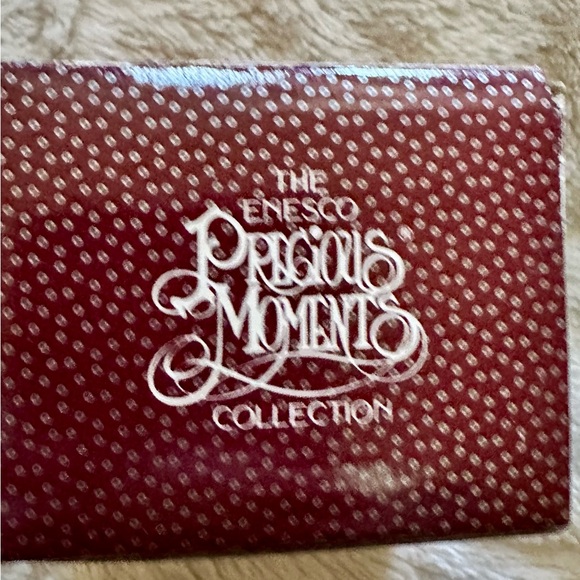 THE
ENESCO
PRECIOUS®
MOMENTS
COLLECTION